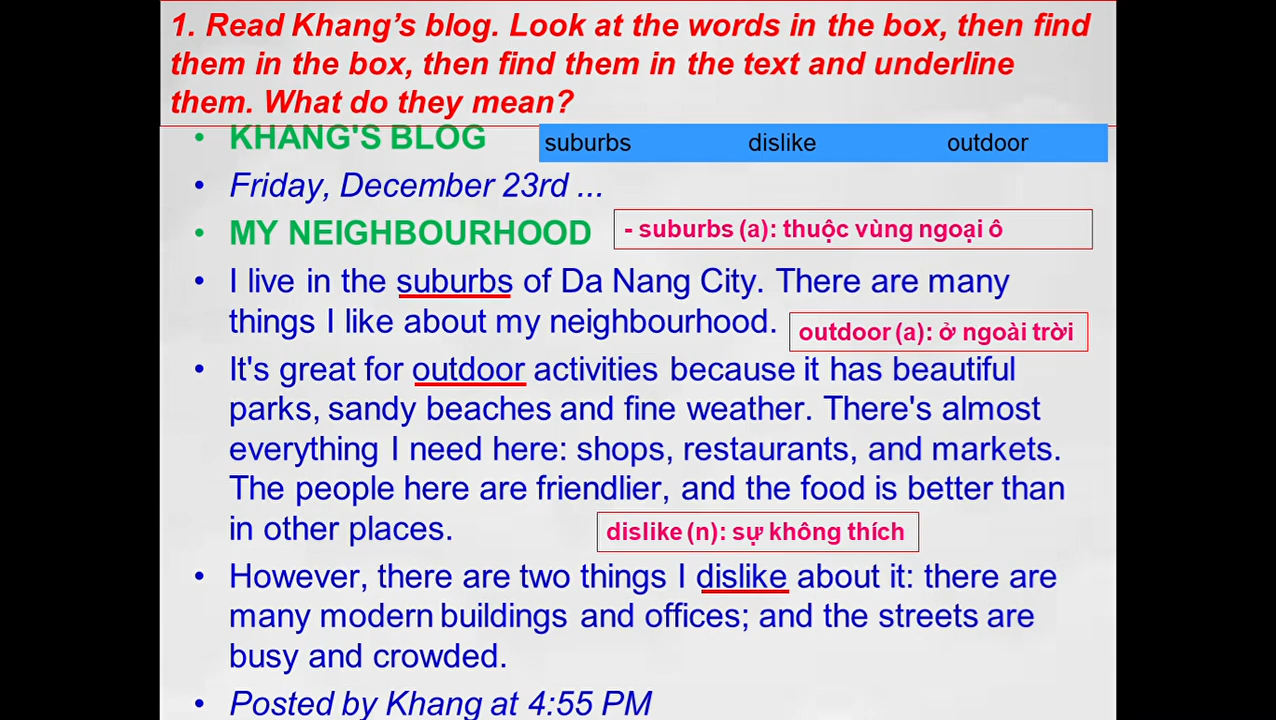 1. Read Khang’s blog. Look at the words in the box, then find
them in the box, then find them in the text and underline
them. What do they mean?
• KHANG'S BLOG
suburbs dislike outdoor
• Friday, December 23rd ...
• MY NEIGHBOURHOOD
- suburbs (a): thuộc vùng ngoại ô
• I live in the suburbs of Da Nang City. There are many
things I like about my neighbourhood.
outdoor (a): ở ngoài trời
• It's great for outdoor activities because it has beautiful
parks, sandy beaches and fine weather. There's almost
everything I need here: shops, restaurants, and markets.
The people here are friendlier, and the food is better than
in other places.
dislike (n): sự không thích
• However, there are two things I dislike about it: there are
many modern buildings and offices; and the streets are
busy and crowded.
• Posted by Khang at 4:55 PM